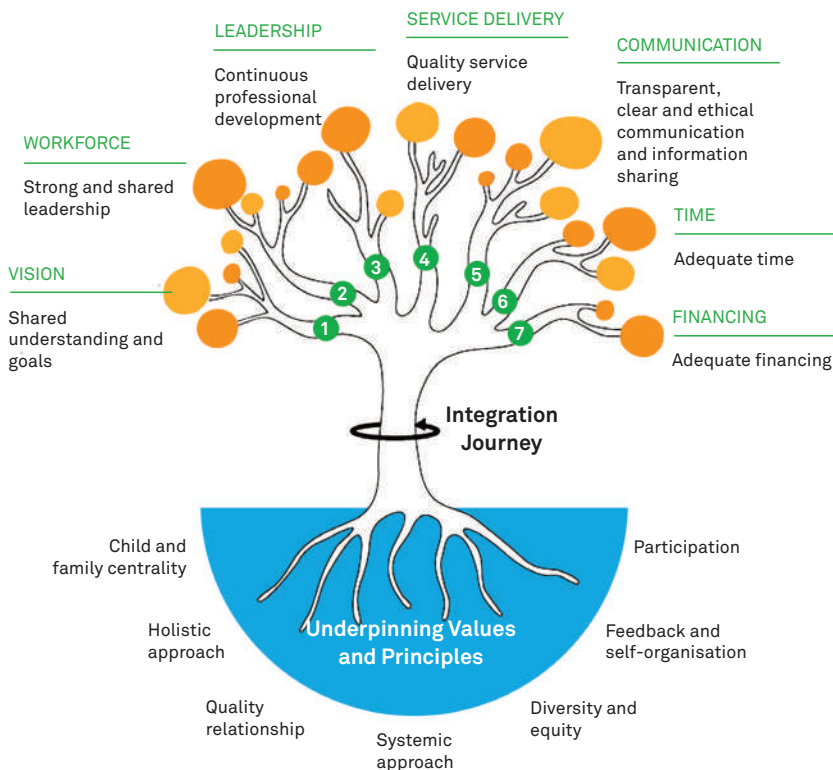 LEADERSHIP
Continuous
professional
development
SERVICE DELIVERY
Quality service
delivery
COMMUNICATION
Transparent,
clear and ethical
communication
and information
sharing
WORKFORCE
Strong and shared
leadership
TIME
Adequate time
VISION
Shared
understanding and
goals
FINANCING
Adequate financing
1
2
3
4
5
6
7
Integration
Journey
Child and
family centrality
Participation
Underpinning Values
and Principles
Holistic
approach
Feedback and
self-organisation
Quality
relationship
Diversity and
equity
Systemic
approach